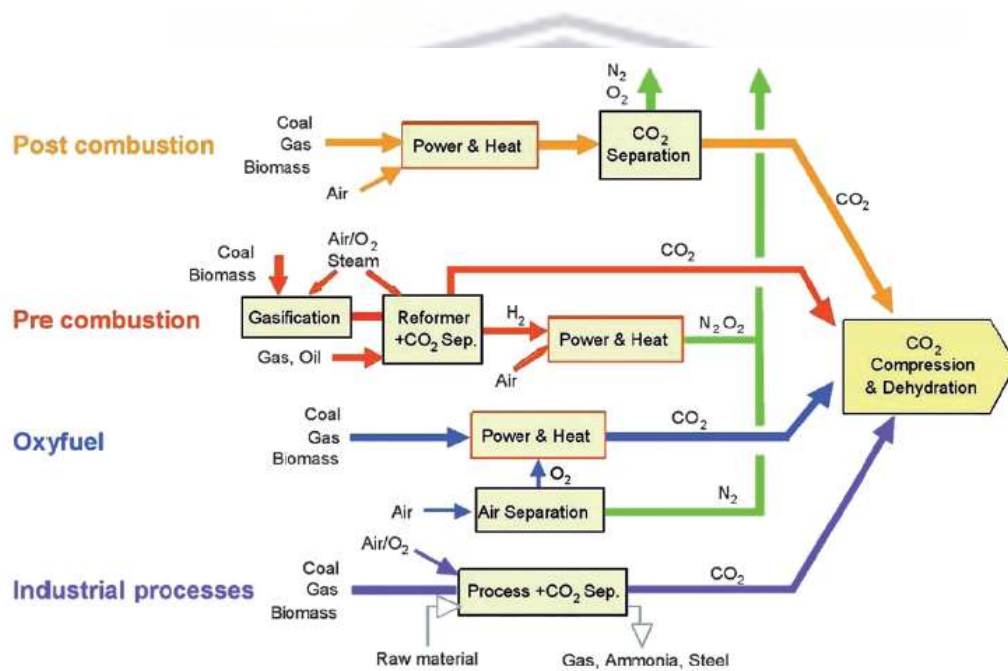 N2
O2
Post combustion
Coal
Gas
Biomass
Air
Power & Heat
CO2
Separation
CO2
Pre combustion
Coal
Biomass
Air/O2
Steam
Gasification
Gas, Oil
Reformer
+CO2 Sep.
H2
Air
Power & Heat
CO2
N2 O2
CO2
Compression
& Dehydration
Oxyfuel
Coal
Gas
Biomass
Power & Heat
CO2
O2
Air
Air Separation
N2
Industrial processes
Air/O2
Coal
Gas
Biomass
Process +CO2 Sep.
CO2
Raw material
Gas, Ammonia, Steel